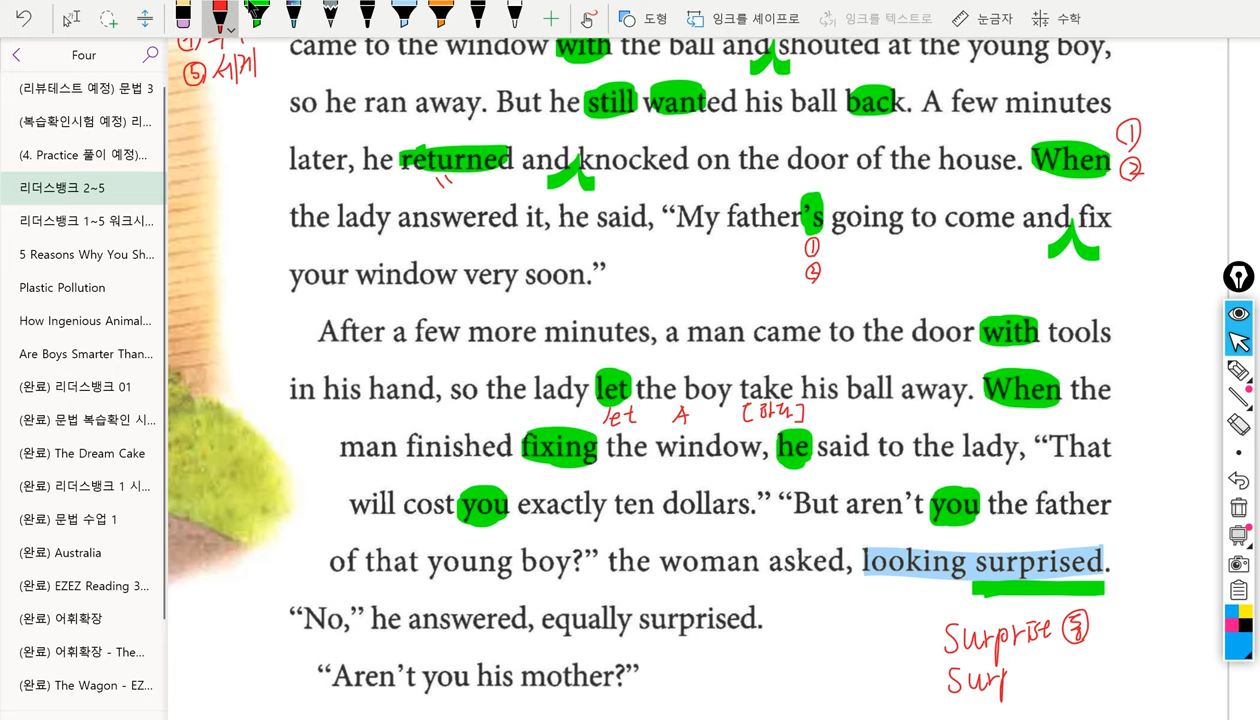 도형
잉크를 셰이프로
잉크를 텍스트로
눈금자
수학
Four
(리뷰테스트 예정) 문법 3
(복습확인시험 예정) 리...
(4. Practice 풀이 예정)...
리더스뱅크 2~5
리더스뱅크 1~5 워크시...
5 Reasons Why You Sh...
Plastic Pollution
How Ingenious Animal...
Are Boys Smarter Than...
(완료) 리더스뱅크 01
(완료) 문법 복습확인 시...
(완료) The Dream Cake
(완료) 리더스뱅크 1 시...
(완료) 문법 수업 1
(완료) Australia
(완료) EZEZ Reading 3...
(완료) 어휘확장
(완료) 어휘확장 - The...
(완료) The Wagon - EZ...
⑤ 세게
came to the window with the ball and shouted at the young boy,
so he ran away. But he still wanted his ball back. A few minutes
later, he returned and knocked on the door of the house. When
① ②
the lady answered it, he said, “My father’s going to come and fix
① ②
your window very soon.”
After a few more minutes, a man came to the door with tools
in his hand, so the lady let the boy take his ball away. When the
let A [하다]
man finished fixing the window, he said to the lady, “That
will cost you exactly ten dollars.” “But aren’t you the father
of that young boy?” the woman asked, looking surprised.
“No,” he answered, equally surprised.
Surprise 동
Surp
“Aren’t you his mother?”